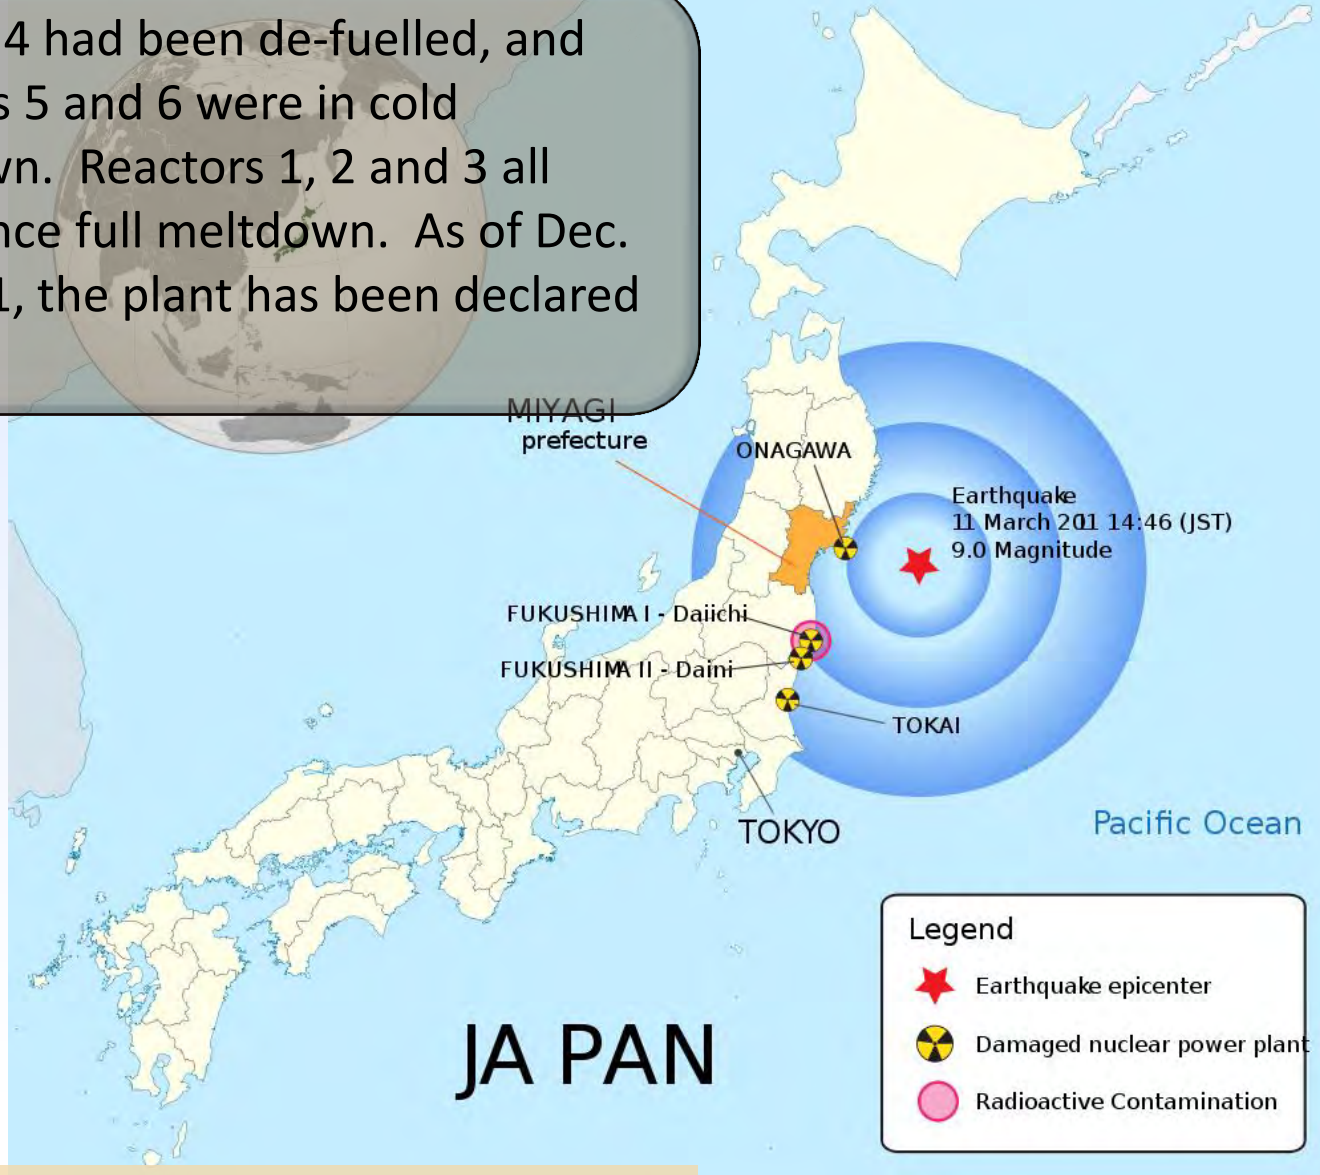 4 had been de-fuelled, and
s 5 and 6 were in cold
wn. Reactors 1, 2 and 3 all
nce full meltdown. As of Dec.
1, the plant has been declared
MIYAGI
prefecture
ONAGAWA
Earthquake
11 March 2011 14:46 (JST)
9.0 Magnitude
FUKUSHIMA I - Daiichi
FUKUSHIMA II - Daini
TOKAI
TOKYO
Pacific Ocean
JA PAN
Legend
Earthquake epicenter
Damaged nuclear power plant
Radioactive Contamination